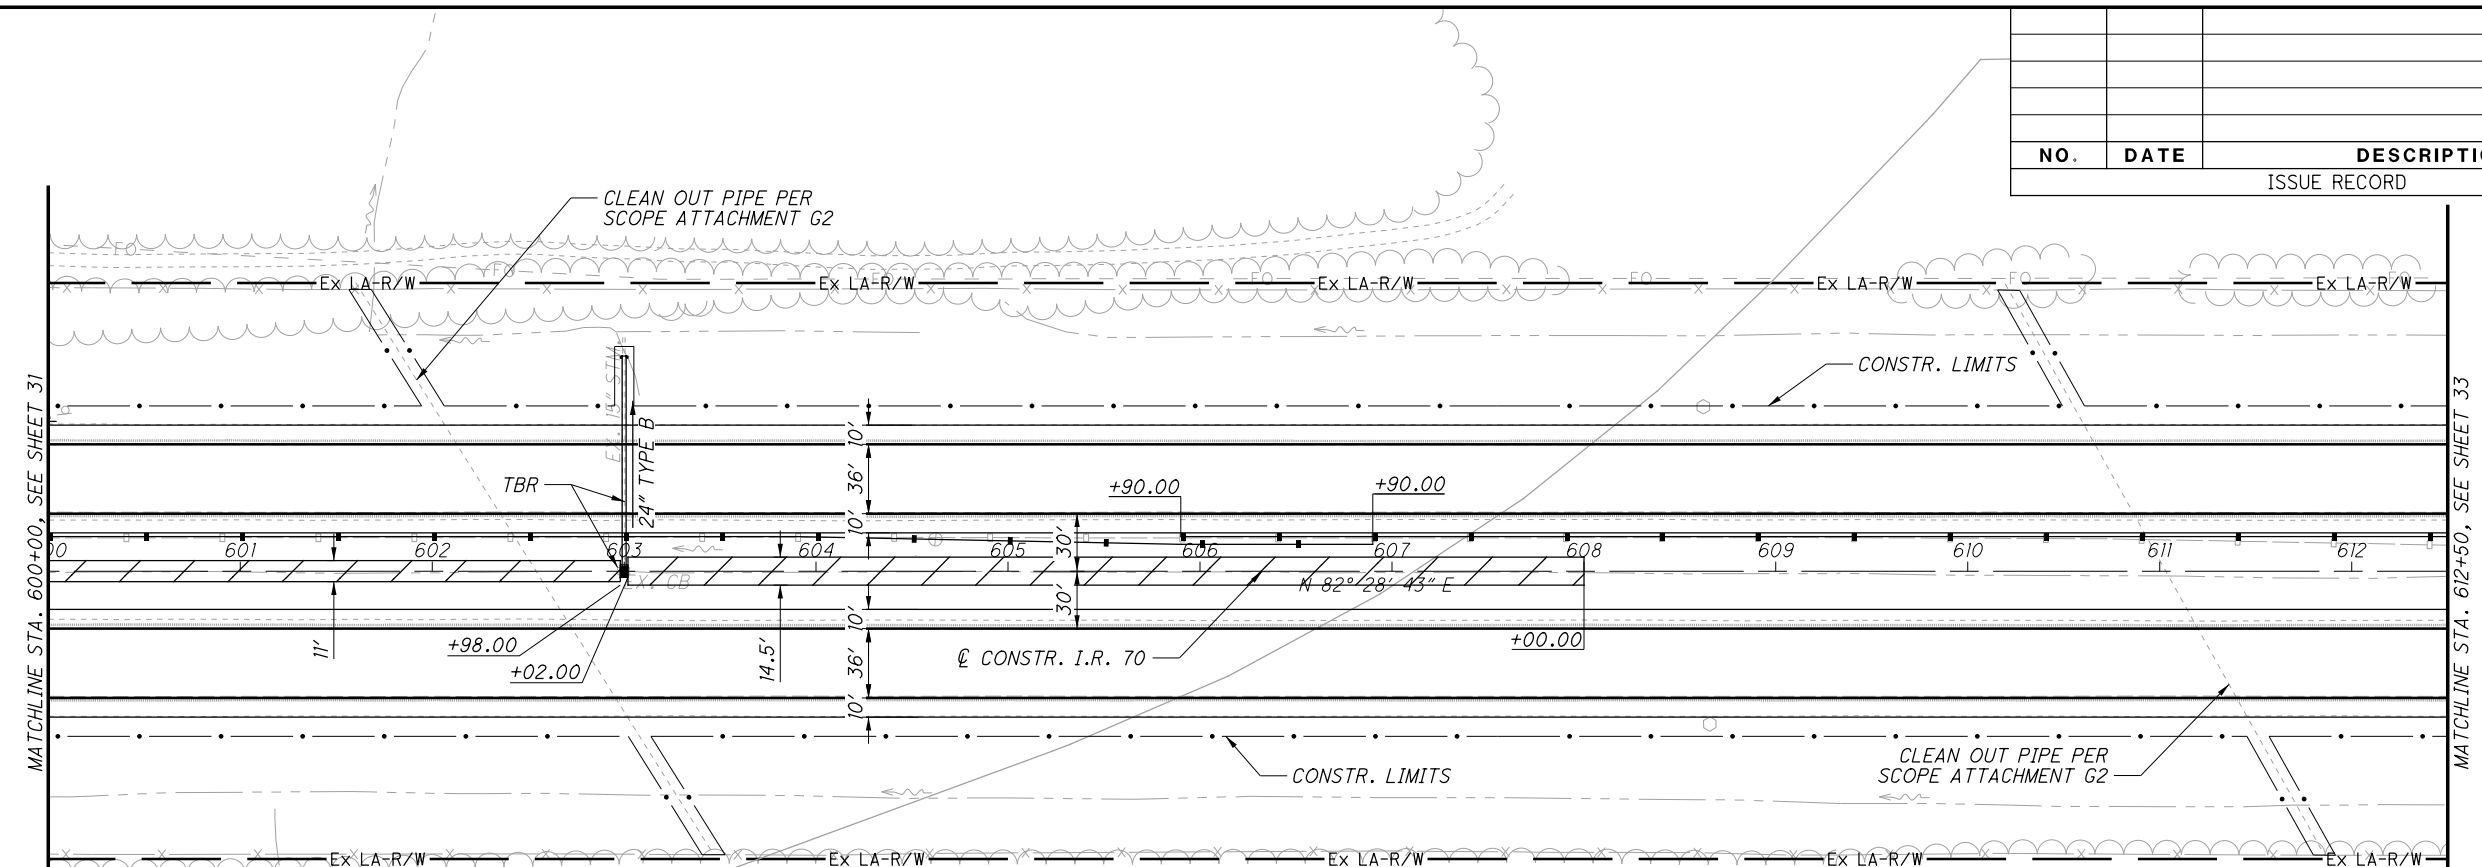 NO. DATE
ISSUE RECORD
CLEAN OUT PIPE PER
SCOPE ATTACHMENT G2
FO
FO
FO
FO
FO
Ex LA-R/W
Ex LA-R/W
Ex LA-R/W
Ex LA-R/W
Ex LA-R/W
MATCHLINE STA. 600+00, SEE SHEET 31
MATCHLINE STA. 612+50, SEE SHEET 33
CONSTR. LIMITS
EX. 15" STM
24" TYPE B
TBR
10'
36'
10'
+90.00
+90.00
00 601 602 603 604 605 606 607 608 609 610 611 612
30'
30'
EX. CB
N 82° 28' 43" E
11'
14.5'
10'
36'
10'
+98.00
+02.00
+00.00
℄ CONSTR. I.R. 70
CONSTR. LIMITS
CLEAN OUT PIPE PER
SCOPE ATTACHMENT G2
Ex LA-R/W
Ex LA-R/W
Ex LA-R/W
Ex LA-R/W
Ex LA-R/W